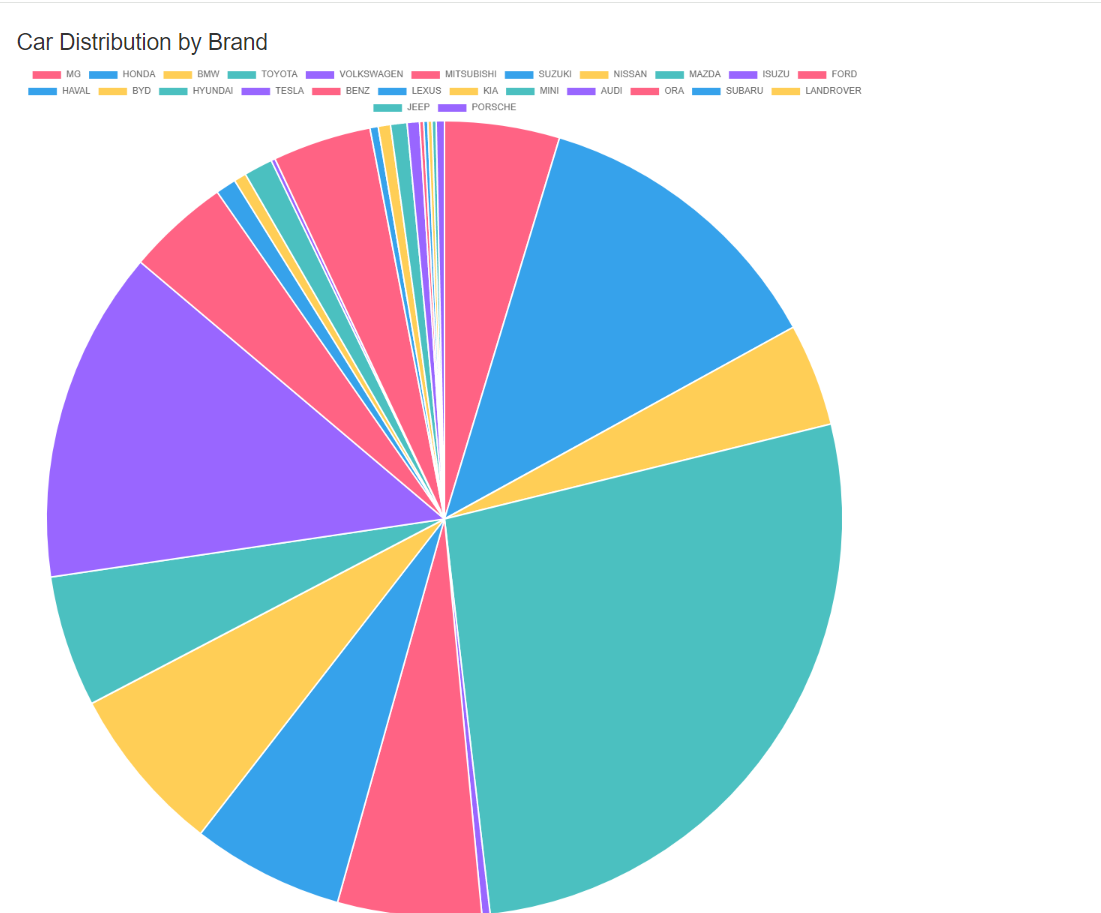 Car Distribution by Brand
MG HONDA BMW TOYOTA VOLKSWAGEN MITSUBISHI SUZUKI NISSAN MAZDA ISUZU FORD
HAVAL BYD HYUNDAI TESLA BENZ LEXUS KIA MINI AUDI ORA SUBARU LANDROVER
JEEP PORSCHE